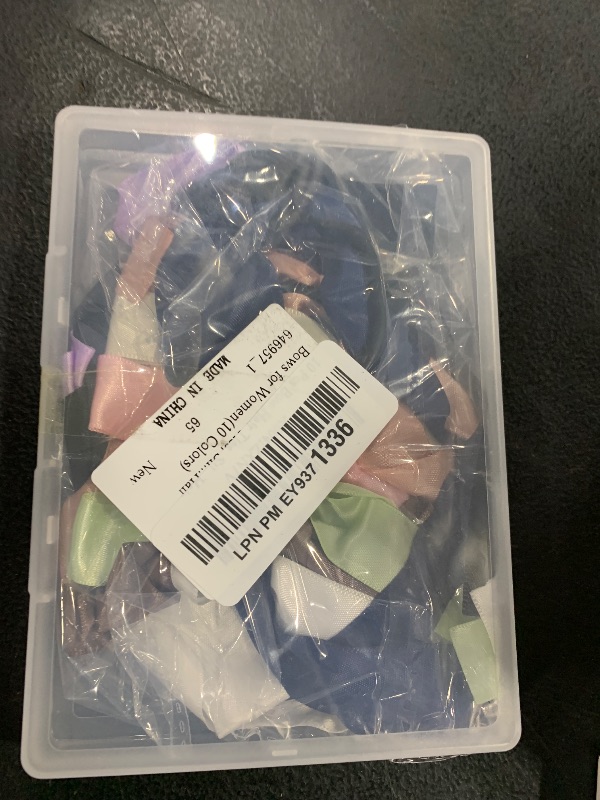 646957_1
Bows for Women(10 Colors)
New
65
MADE IN CHINA
LPN PM EY937 1336